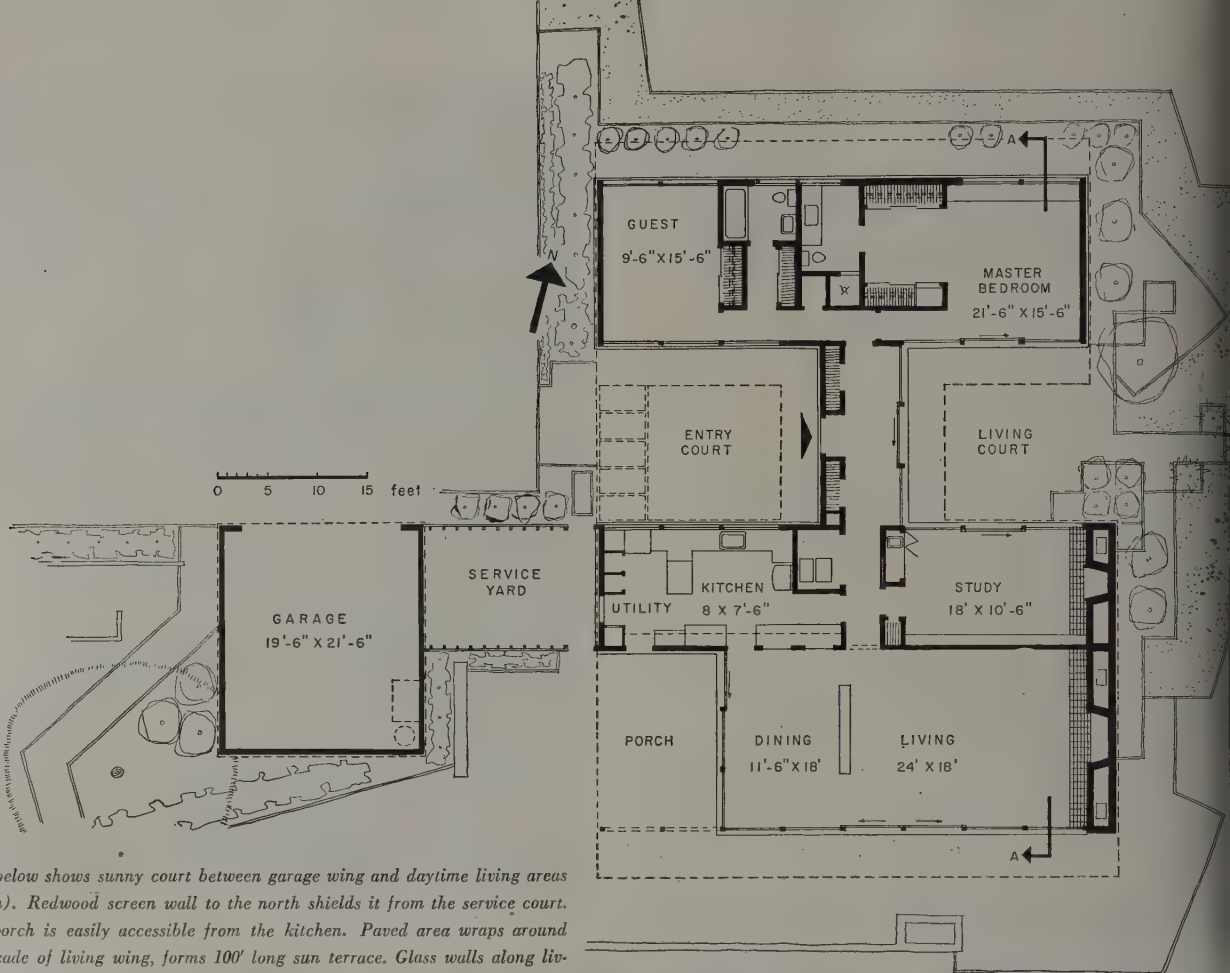 A
GUEST
9'-6" X 15'-6"
N
MASTER
BEDROOM
21'-6" X 15'-6"
ENTRY
COURT
LIVING
COURT
0 5 10 15 feet
SERVICE
YARD
GARAGE
19'-6" X 21'-6"
UTILITY
KITCHEN
8 X 7'-6"
STUDY
18' X 10'-6"
PORCH
DINING
11'-6" X 18'
LIVING
24' X 18'
A
below shows sunny court between garage wing and daytime living areas
). Redwood screen wall to the north shields it from the service court.
porch is easily accessible from the kitchen. Paved area wraps around
of living wing, forms 100' long sun terrace. Glass walls along liv-